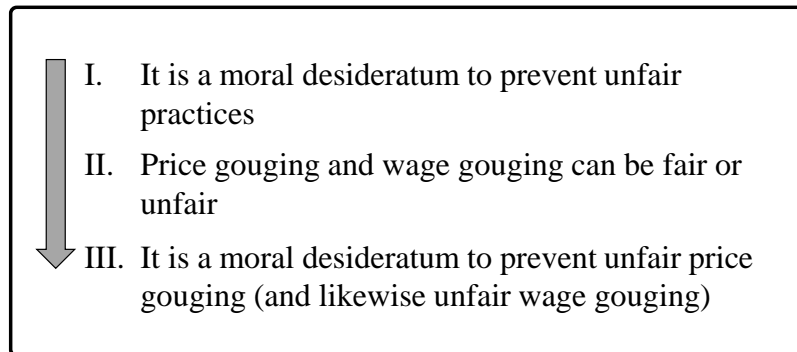 I. It is a moral desideratum to prevent unfair
practices
II. Price gouging and wage gouging can be fair or
unfair
III. It is a moral desideratum to prevent unfair price
gouging (and likewise unfair wage gouging)